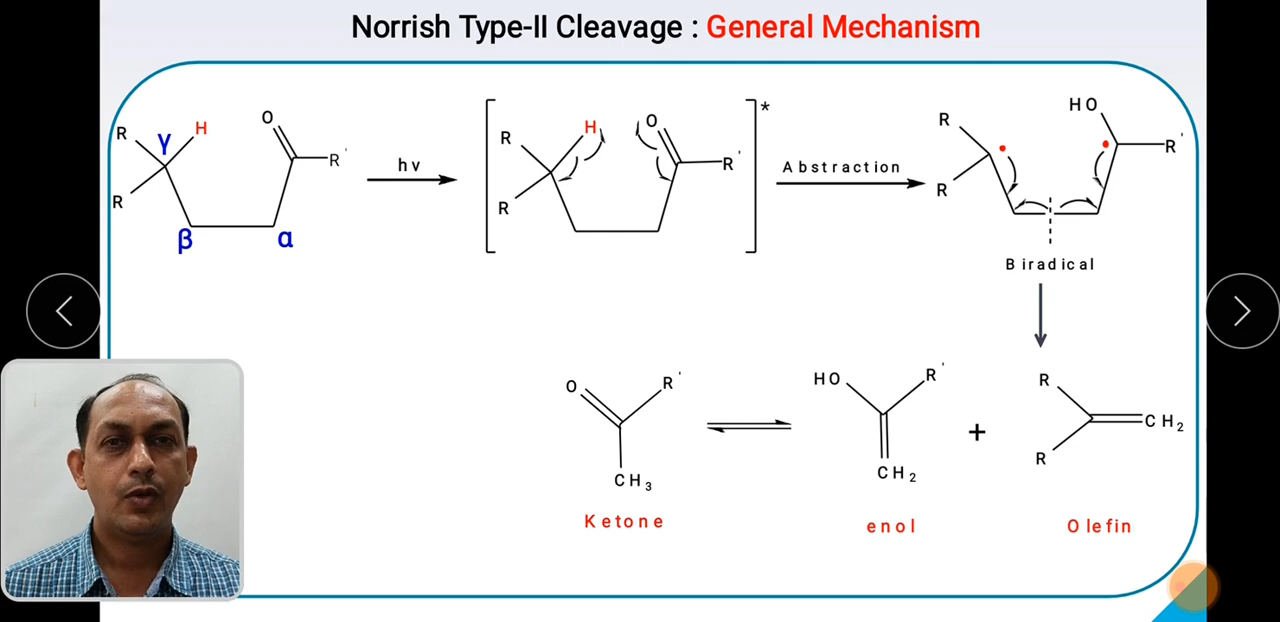 Norrish Type-II Cleavage : General Mechanism
R γ H O R'
R
β α
hν
R H O R' *
R
Abstraction
R HO R'
R
Biradical
O R'
CH3
Ketone
HO R'
CH2
enol
+
R CH2
R
Olefin